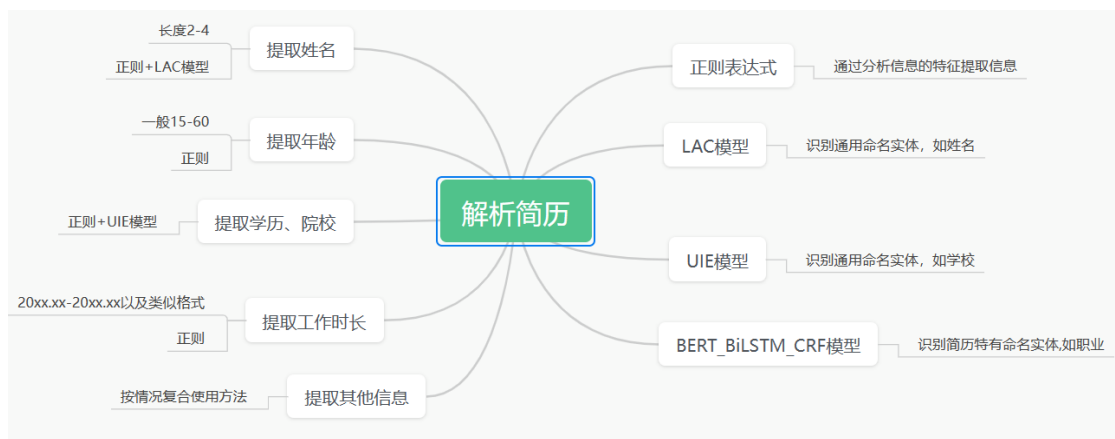 解析简历
提取姓名
长度2-4
正则+LAC模型
提取年龄
一般15-60
正则
提取学历、院校
正则+UIE模型
提取工作时长
20xx.xx-20xx.xx以及类似格式
正则
提取其他信息
按情况复合使用方法
正则表达式
通过分析信息的特征提取信息
LAC模型
识别通用命名实体，如姓名
UIE模型
识别通用命名实体，如学校
BERT_BiLSTM_CRF模型
识别简历特有命名实体,如职业